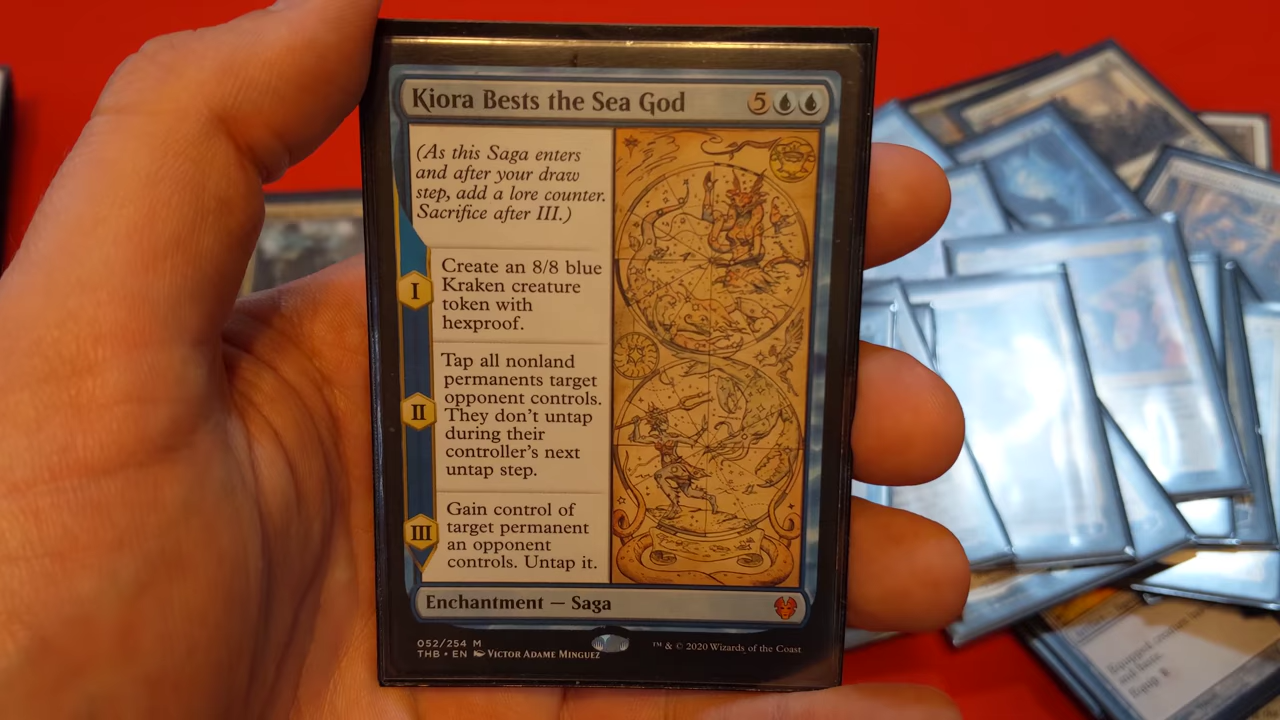 Kiora Bests the Sea God 5
(As this Saga enters
and after your draw
step, add a lore counter.
Sacrifice after III.)
I
Create an 8/8 blue
Kraken creature
token with
hexproof.
II
Tap all nonland
permanents target
opponent controls.
They don't untap
during their
controller's next
untap step.
III
Gain control of
target permanent
an opponent
controls. Untap it.
Enchantment — Saga
052/254 M
THB • EN Victor Adame Minguez
™ & © 2020 Wizards of the Coast
Equipped creature
Equip